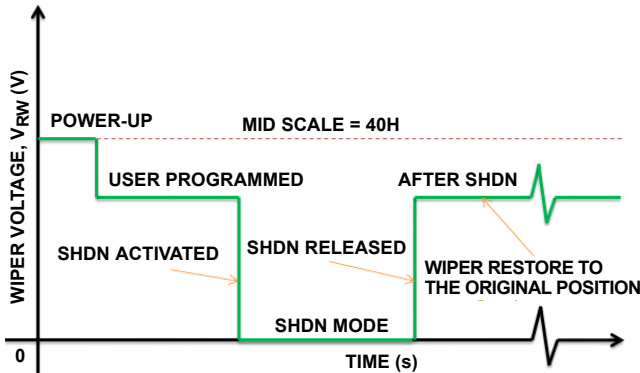 WIPER VOLTAGE, VRW (V)
POWER-UP
MID SCALE = 40H
USER PROGRAMMED
AFTER SHDN
SHDN ACTIVATED
SHDN RELEASED
WIPER RESTORE TO
THE ORIGINAL POSITION
SHDN MODE
0
TIME (s)